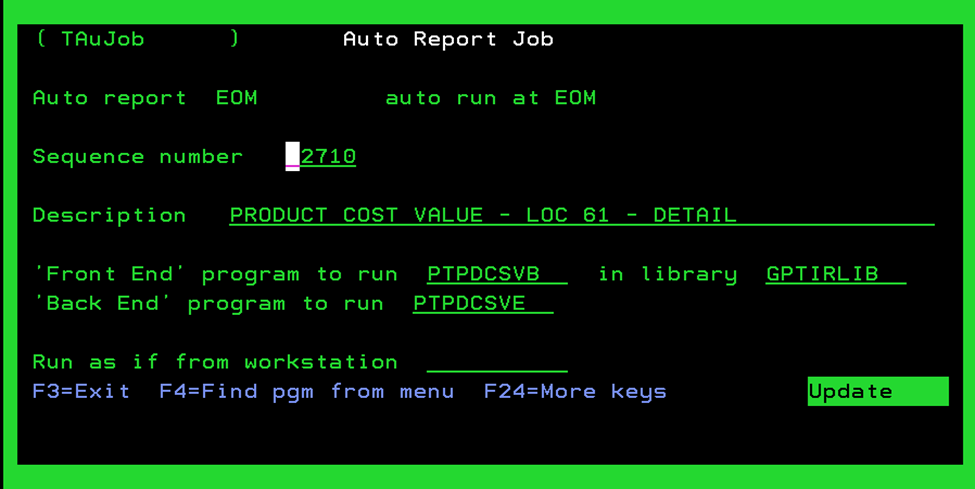 ( TAuJob ) Auto Report Job
Auto report EOM auto run at EOM
Sequence number 2710
Description PRODUCT COST VALUE - LOC 61 - DETAIL
'Front End' program to run PTPDCSVB in library GPTIRLIB
'Back End' program to run PTPDCSVE
Run as if from workstation
F3=Exit F4=Find pgm from menu F24=More keys Update